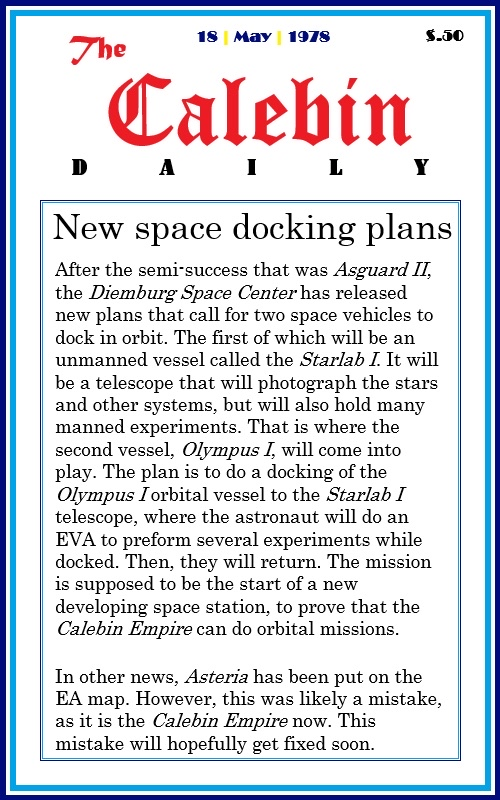 18 | May | 1978
$.50
The
Calebin
DAILY
New space docking plans
After the semi-success that was Asguard II,
the Diemburg Space Center has released
new plans that call for two space vehicles to
dock in orbit. The first of which will be an
unmanned vessel called the Starlab I. It will
be a telescope that will photograph the stars
and other systems, but will also hold many
manned experiments. That is where the
second vessel, Olympus I, will come into
play. The plan is to do a docking of the
Olympus I orbital vessel to the Starlab I
telescope, where the astronaut will do an
EVA to preform several experiments while
docked. Then, they will return. The mission
is supposed to be the start of a new
developing space station, to prove that the
Calebin Empire can do orbital missions.
In other news, Asteria has been put on the
EA map. However, this was likely a mistake,
as it is the Calebin Empire now. This
mistake will hopefully get fixed soon.